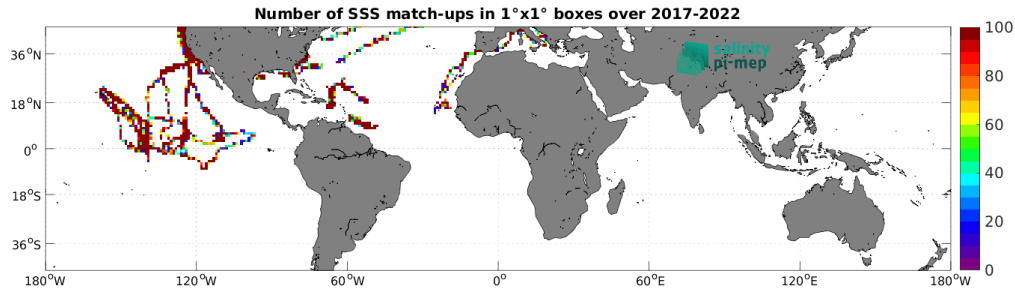 Number of SSS match-ups in 1°x1° boxes over 2017-2022
36°N
18°N
0°
18°S
36°S
180°W
120°W
60°W
0°
60°E
120°E
180°W
100
80
60
40
20
0
salinity
pi-mep